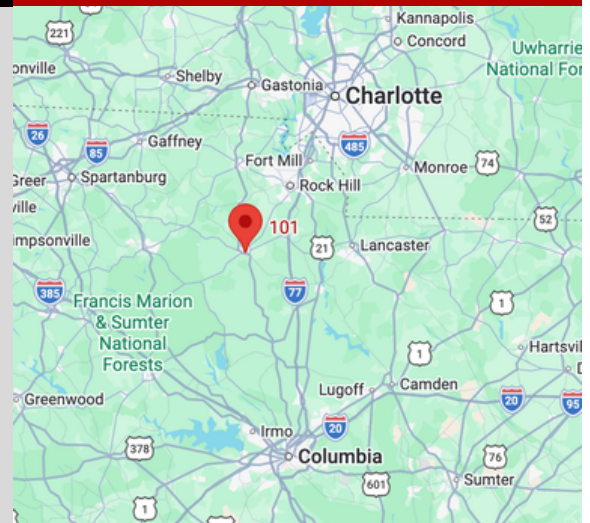 Kannapolis
221
Concord
Uwharrie
National For
onville
Shelby
Gastonia
Charlotte
26
85
Gaffney
485
Fort Mill
Monroe
74
Greer
Spartanburg
Rock Hill
ville
52
impsonville
101
21
Lancaster
385
77
Francis Marion
& Sumter
National
Forests
1
1
Hartsvil
Lugoff
Camden
Greenwood
20
95
Irmo
20
378
Columbia
76
601
Sumter
1